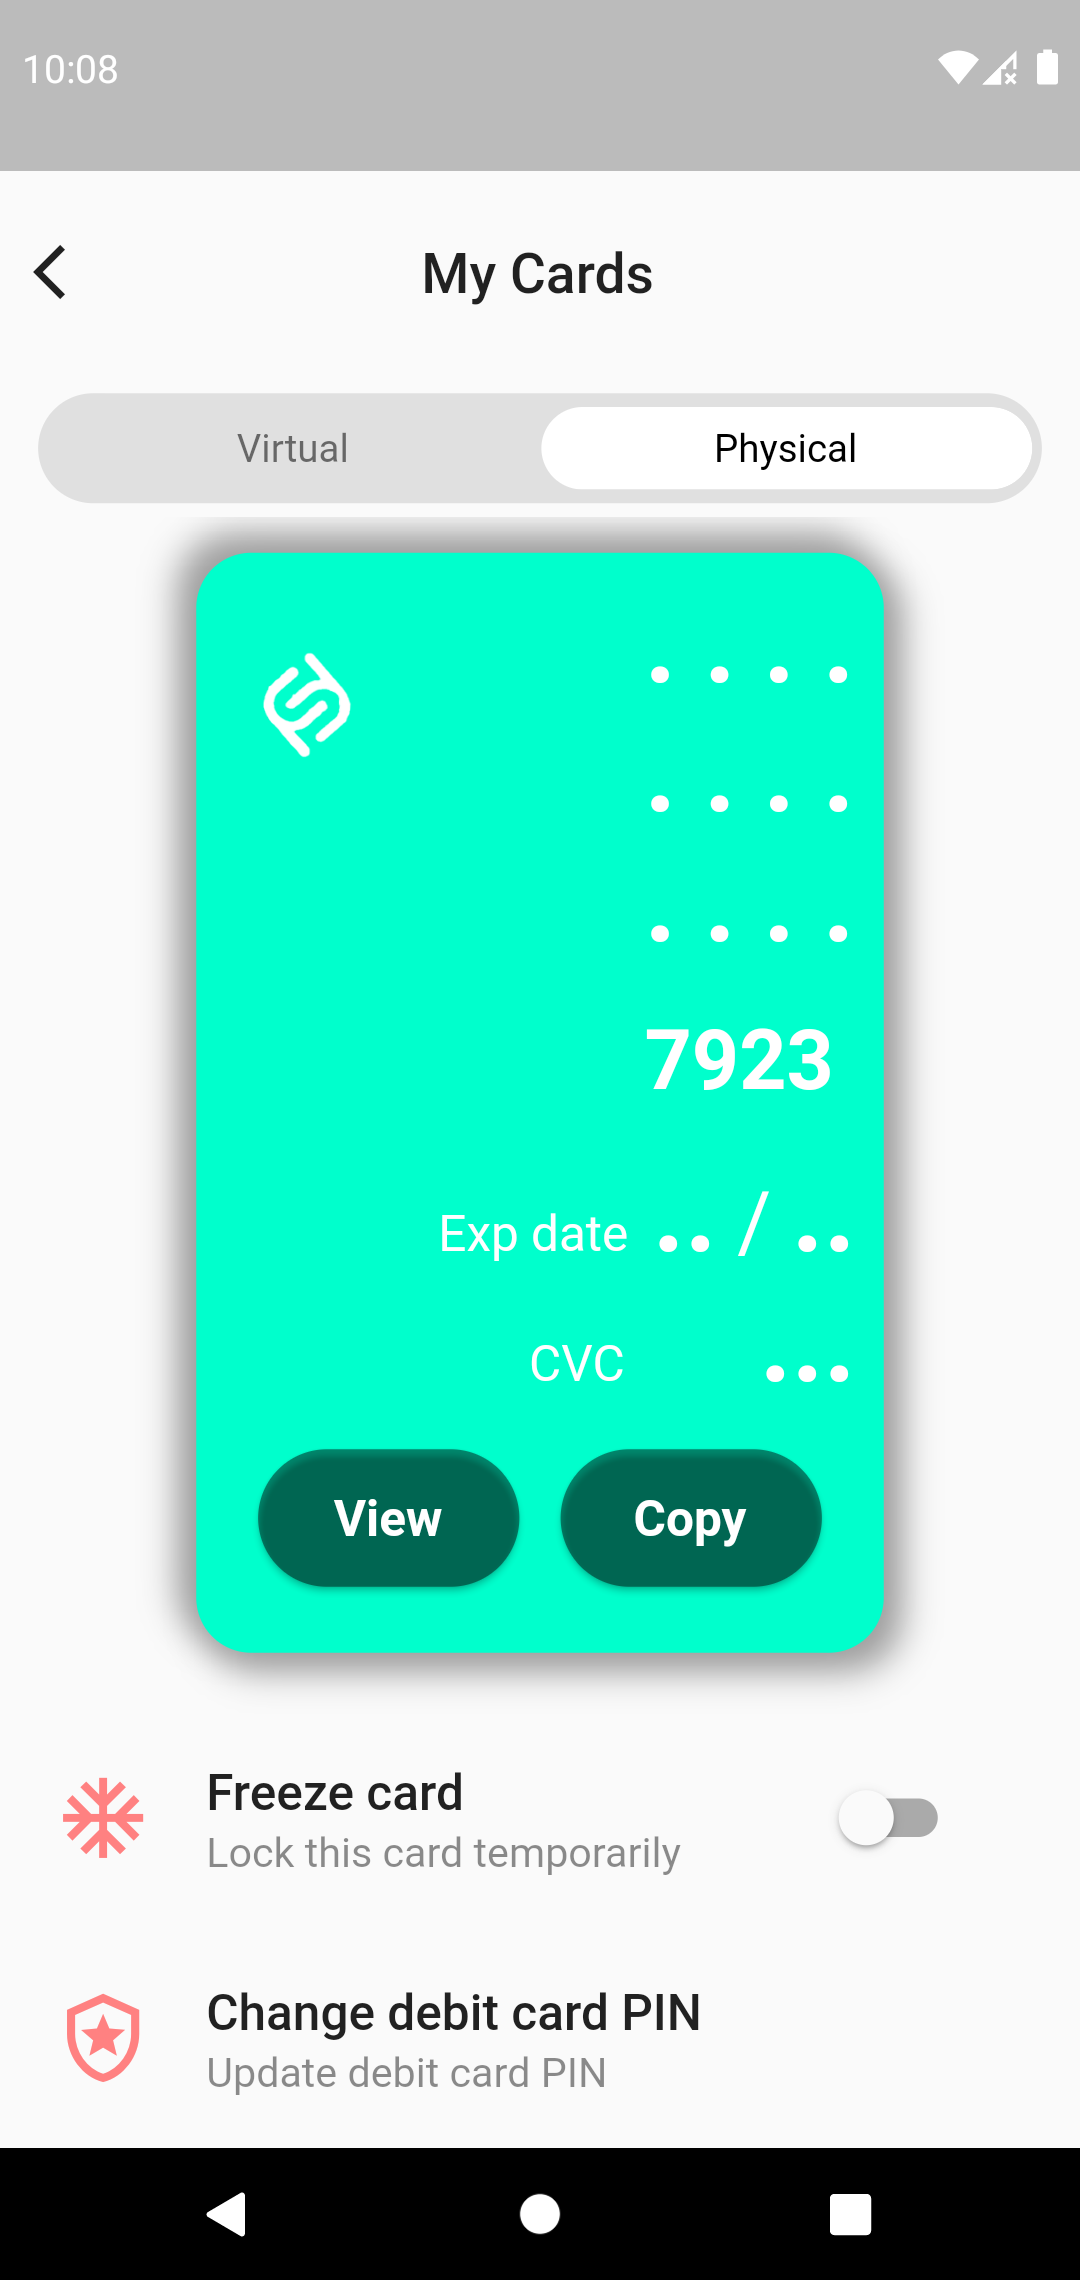 10:08
My Cards
Virtual Physical
• • • •
• • • •
• • • •
7923
Exp date •• / ••
CVC •••
View Copy
Freeze card
Lock this card temporarily
Change debit card PIN
Update debit card PIN